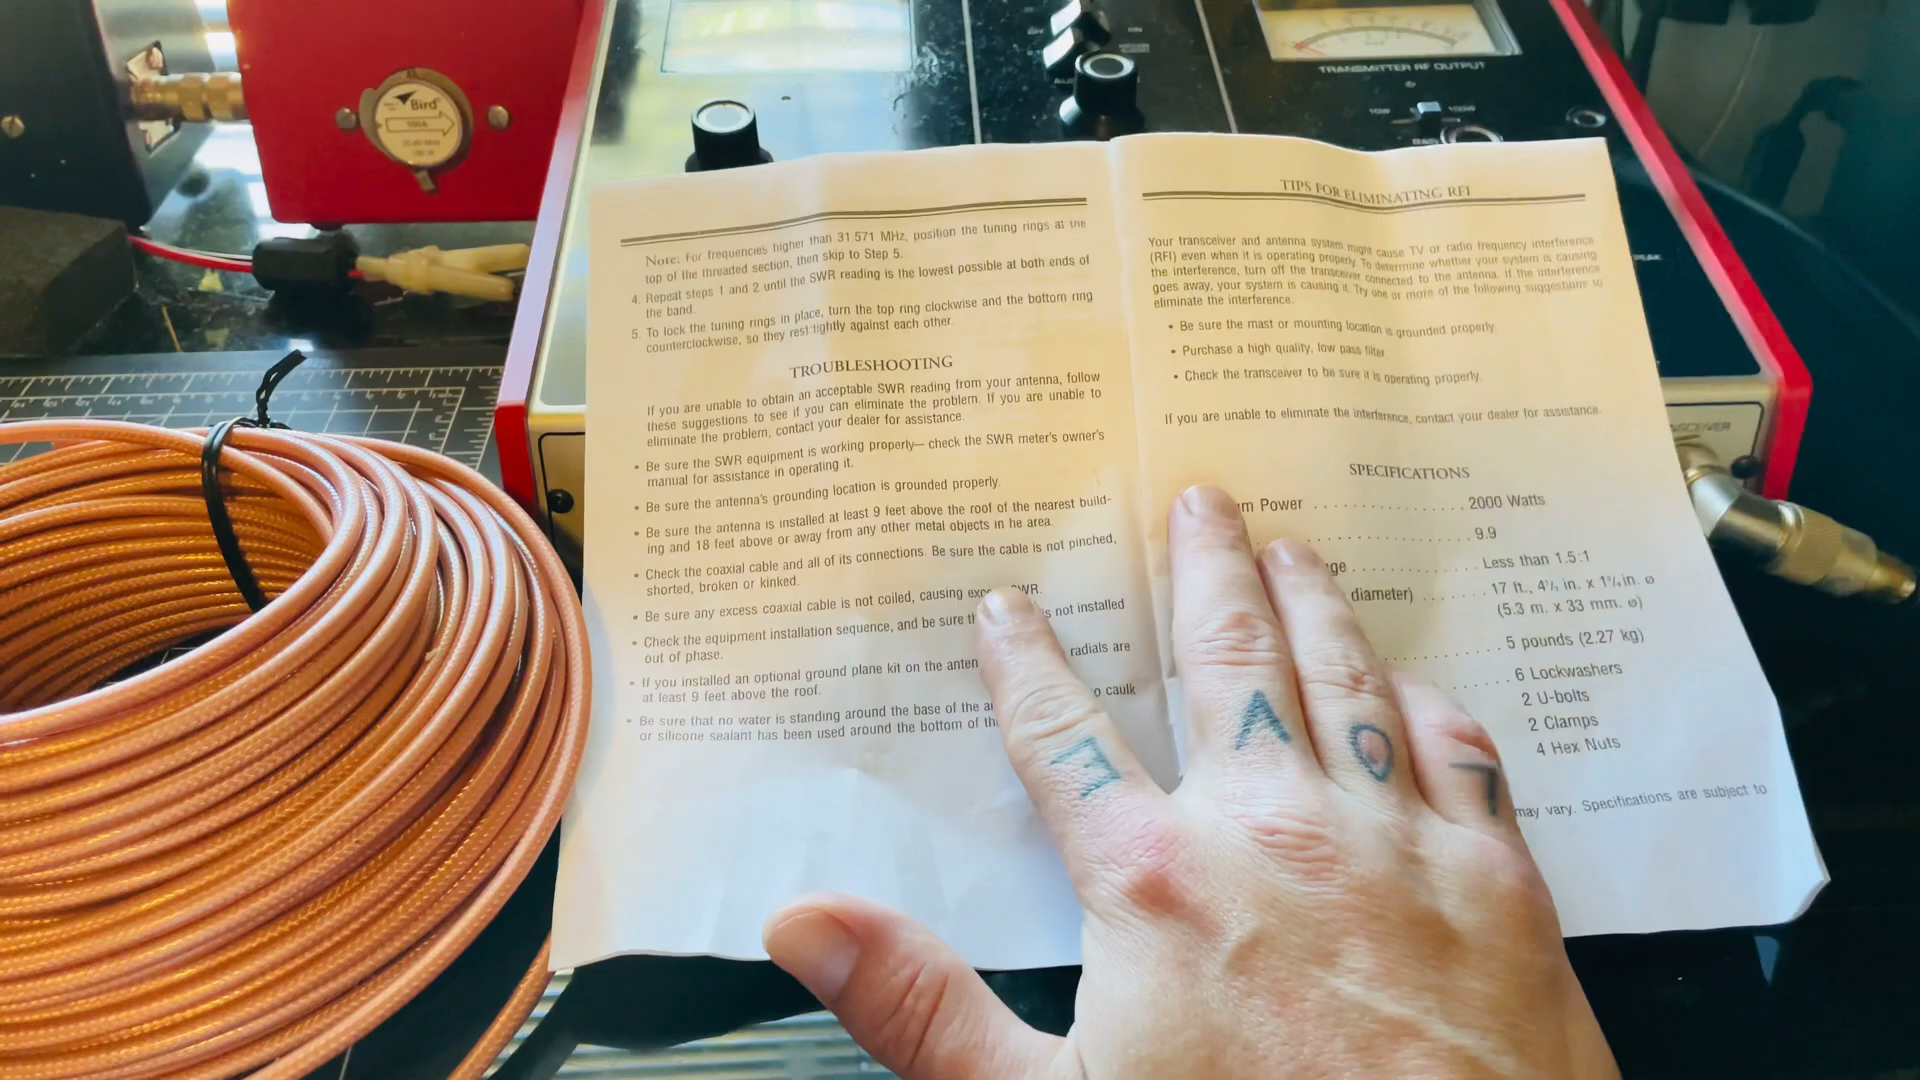 Bird
100A
TRANSMITTER RF OUTPUT
10W
100W
Note: For frequencies higher than 31.571 MHz, position the tuning rings at the
top of the threaded section, then skip to Step 5.
4. Repeat steps 1 and 2 until the SWR reading is the lowest possible at both ends of
the band.
5. To lock the tuning rings in place, turn the top ring clockwise and the bottom ring
counterclockwise, so they rest tightly against each other.
TROUBLESHOOTING
If you are unable to obtain an acceptable SWR reading from your antenna, follow
these suggestions to see if you can eliminate the problem. If you are unable to
eliminate the problem, contact your dealer for assistance.
• Be sure the SWR equipment is working properly— check the SWR meter's owner's
manual for assistance in operating it.
• Be sure the antenna's grounding location is grounded properly.
• Be sure the antenna is installed at least 9 feet above the roof of the nearest build-
ing and 18 feet above or away from any other metal objects in he area.
• Check the coaxial cable and all of its connections. Be sure the cable is not pinched,
shorted, broken or kinked.
• Be sure any excess coaxial cable is not coiled, causing SWR.
• Check the equipment installation sequence, and be sure is not installed
out of phase.
• If you installed an optional ground plane kit on the radials are
at least 9 feet above the roof.
• Be sure that no water is standing around the base of the caulk
or silicone sealant has been used around the bottom of
TIPS FOR ELIMINATING RFI
Your transceiver and antenna system might cause TV or radio frequency interference
(RFI) even when it is operating properly. To determine whether your system is causing
the interference, turn off the transceiver connected to the antenna. If the interference
goes away, your system is causing it. Try one or more of the following suggestions to
eliminate the interference.
• Be sure the mast or mounting location is grounded properly.
• Purchase a high quality, low pass filter.
• Check the transceiver to be sure it is operating properly.
If you are unable to eliminate the interference, contact your dealer for assistance.
SPECIFICATIONS
Power . . . . . . . . . . . . . . . . 2000 Watts
. . . . . . . . . . . . . . . . . 9.9
. . . . . . . . . . . . Less than 1.5:1
diameter) . . . . . . . 17 ft., 4½ in. x 1⁵⁄₁₆ in. ø
(5.3 m. x 33 mm. ø)
. . . . . . . . . . . . 5 pounds (2.27 kg)
. . . . . . 6 Lockwashers
2 U-bolts
2 Clamps
4 Hex Nuts
may vary. Specifications are subject to